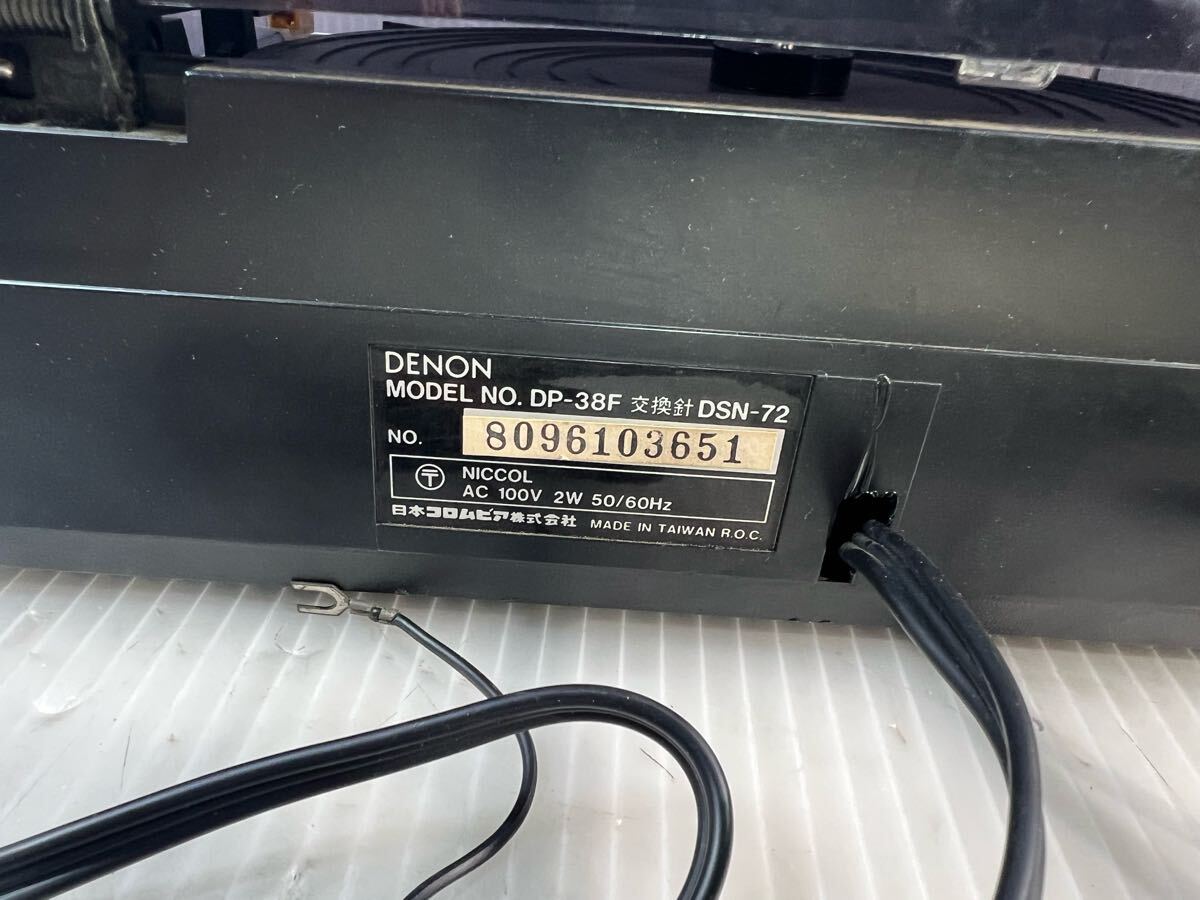 DENON
MODEL NO. DP-38F 交換針 DSN-72
NO. 8096103651
〒 NICCOL
AC 100V 2W 50/60Hz
日本コロムビア株式会社 MADE IN TAIWAN R.O.C.